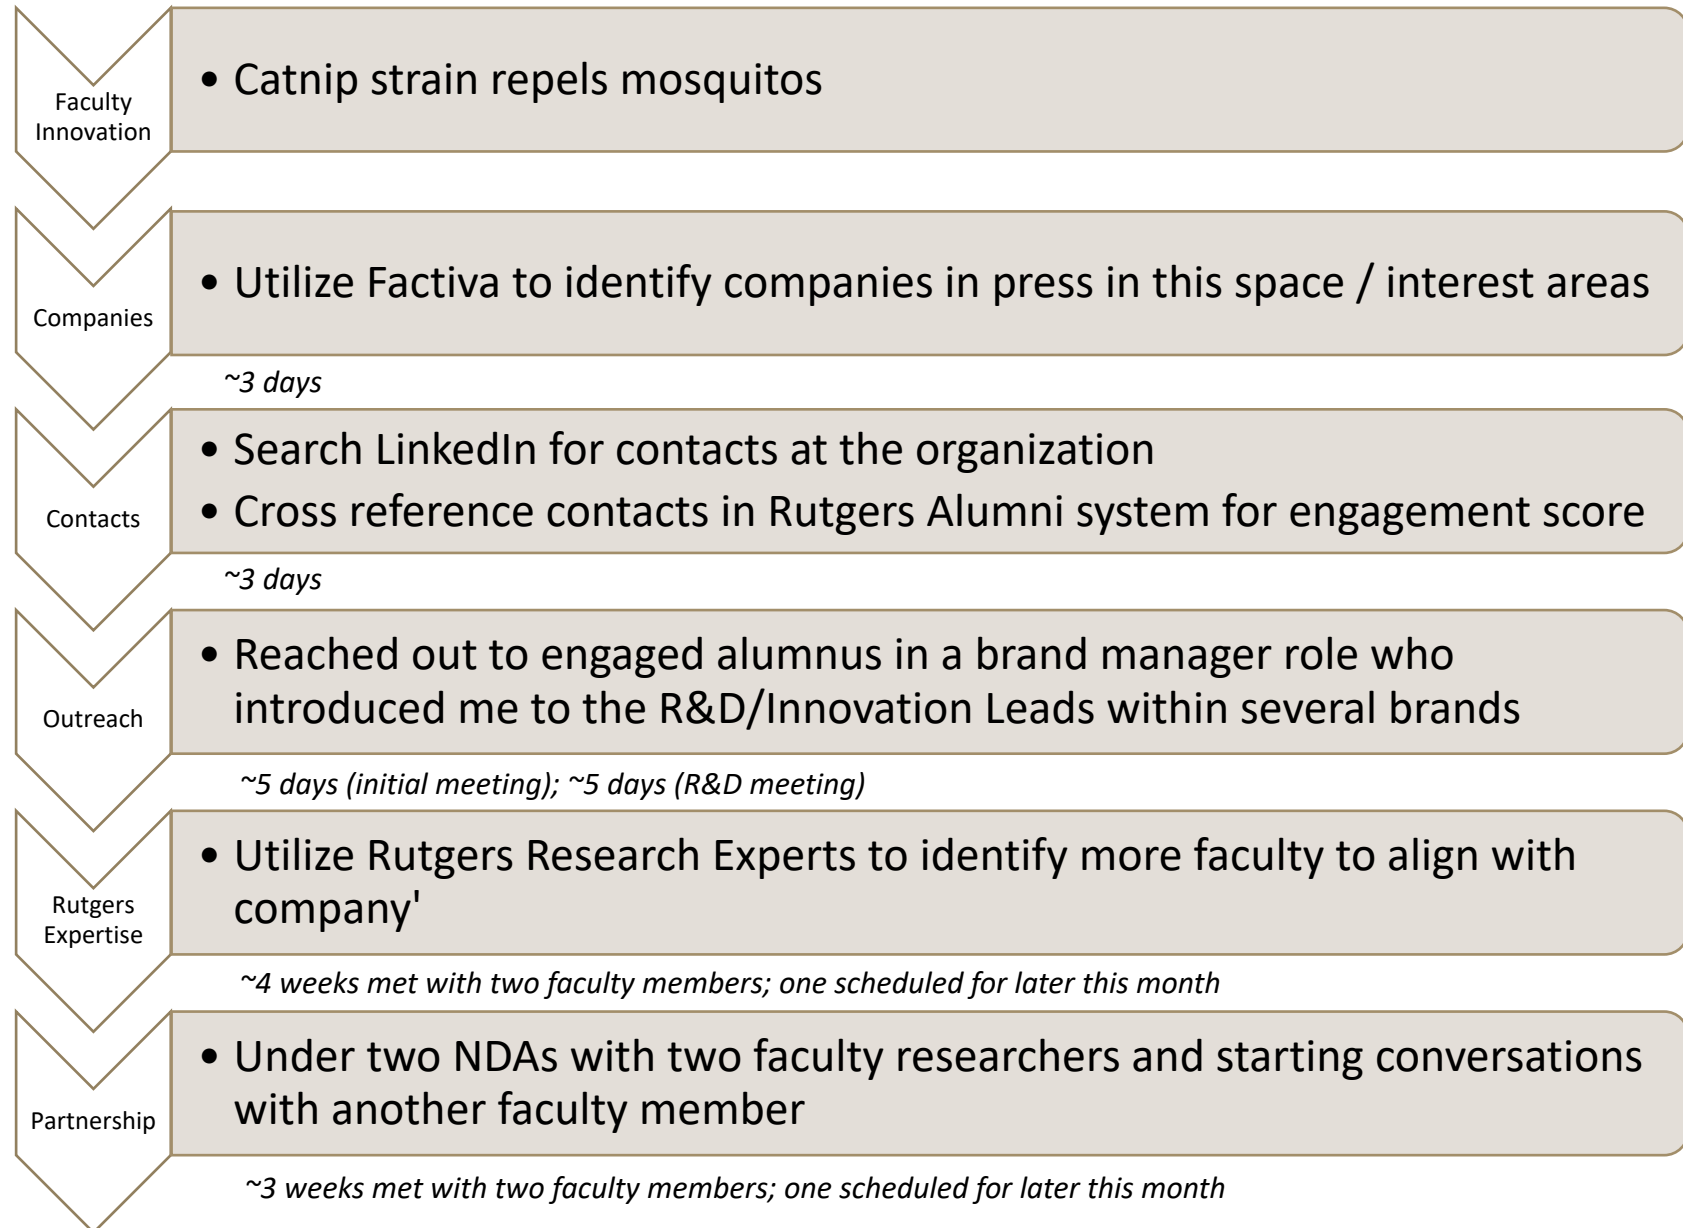 Faculty
Innovation
• Catnip strain repels mosquitos
Companies
• Utilize Factiva to identify companies in press in this space / interest areas
~3 days
Contacts
• Search LinkedIn for contacts at the organization
• Cross reference contacts in Rutgers Alumni system for engagement score
~3 days
Outreach
• Reached out to engaged alumnus in a brand manager role who
introduced me to the R&D/Innovation Leads within several brands
~5 days (initial meeting); ~5 days (R&D meeting)
Rutgers
Expertise
• Utilize Rutgers Research Experts to identify more faculty to align with
company'
~4 weeks met with two faculty members; one scheduled for later this month
Partnership
• Under two NDAs with two faculty researchers and starting conversations
with another faculty member
~3 weeks met with two faculty members; one scheduled for later this month